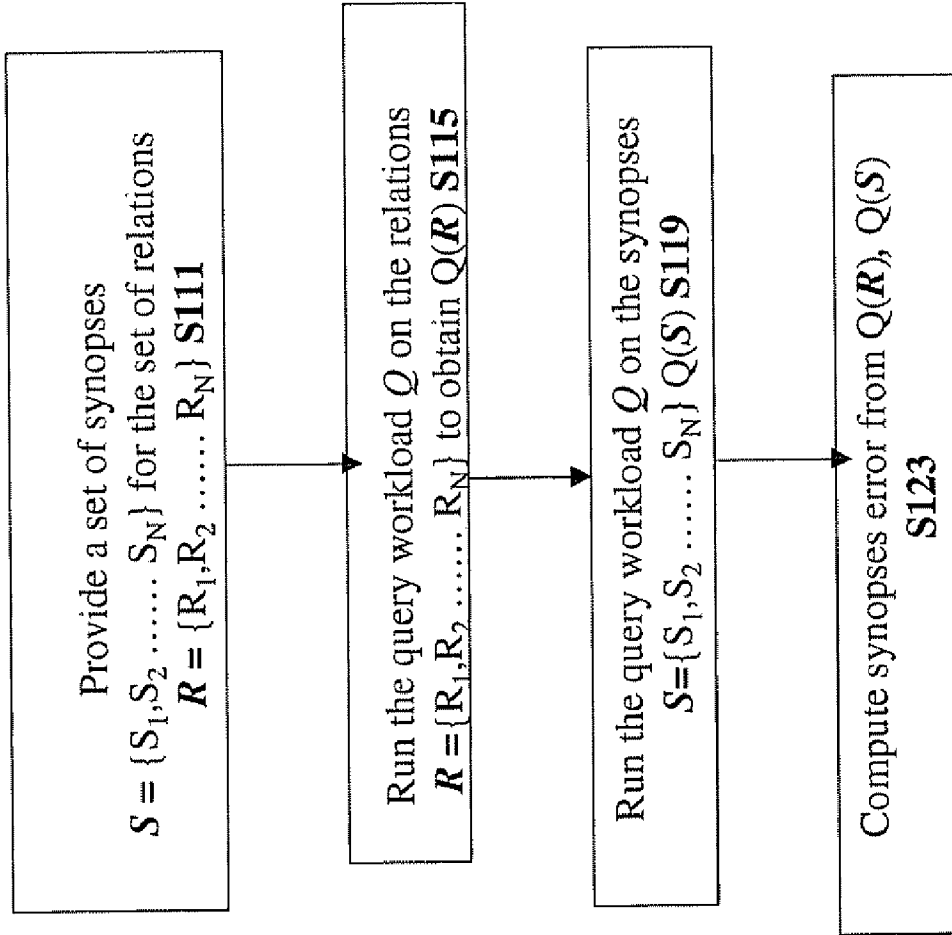 Provide a set of synopses
S = {S1,S2 ...... SN} for the set of relations
R = {R1,R2 ....... RN} S111
Run the query workload Q on the relations
R ={R1,R2 ....... RN} to obtain Q(R) S115
Run the query workload Q on the synopses
S={S1,S2 ....... SN} Q(S) S119
Compute synopses error from Q(R), Q(S)
S123